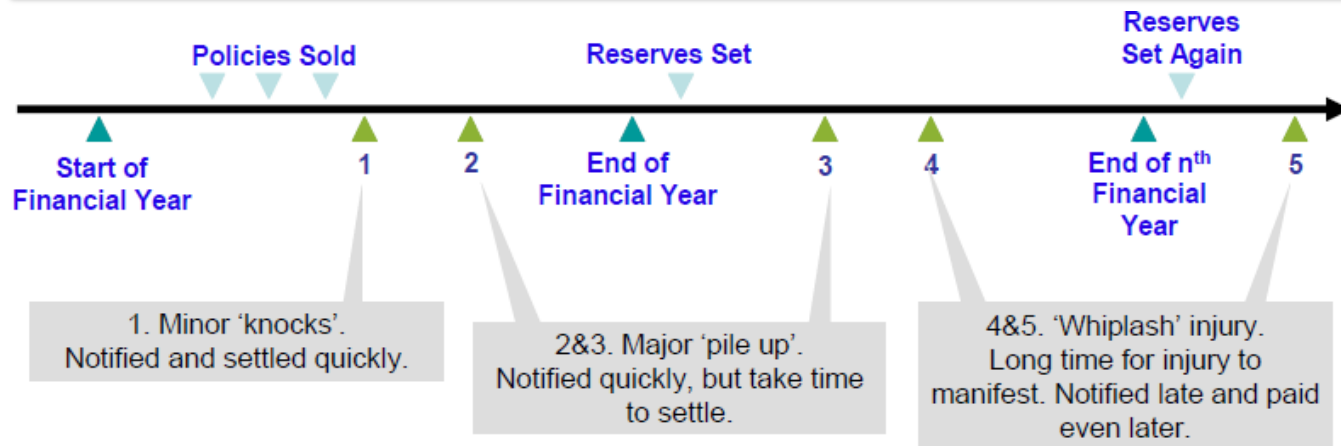 Policies Sold
Reserves Set
Reserves
Set Again
Start of
Financial Year
1
2
End of
Financial Year
3
4
End of nth
Financial
Year
5
1. Minor ‘knocks’.
Notified and settled quickly.
2&3. Major ‘pile up’.
Notified quickly, but take time
to settle.
4&5. ‘Whiplash’ injury.
Long time for injury to
manifest. Notified late and paid
even later.